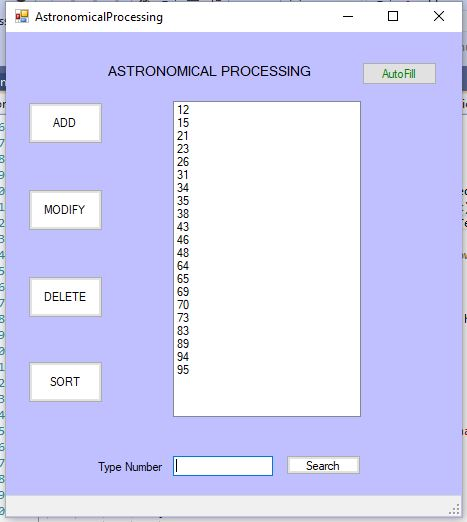 AstronomicalProcessing
ASTRONOMICAL PROCESSING
AutoFill
ADD
MODIFY
DELETE
SORT
12
15
21
23
26
31
34
35
38
43
46
48
64
65
69
70
73
83
89
94
95
Type Number
Search